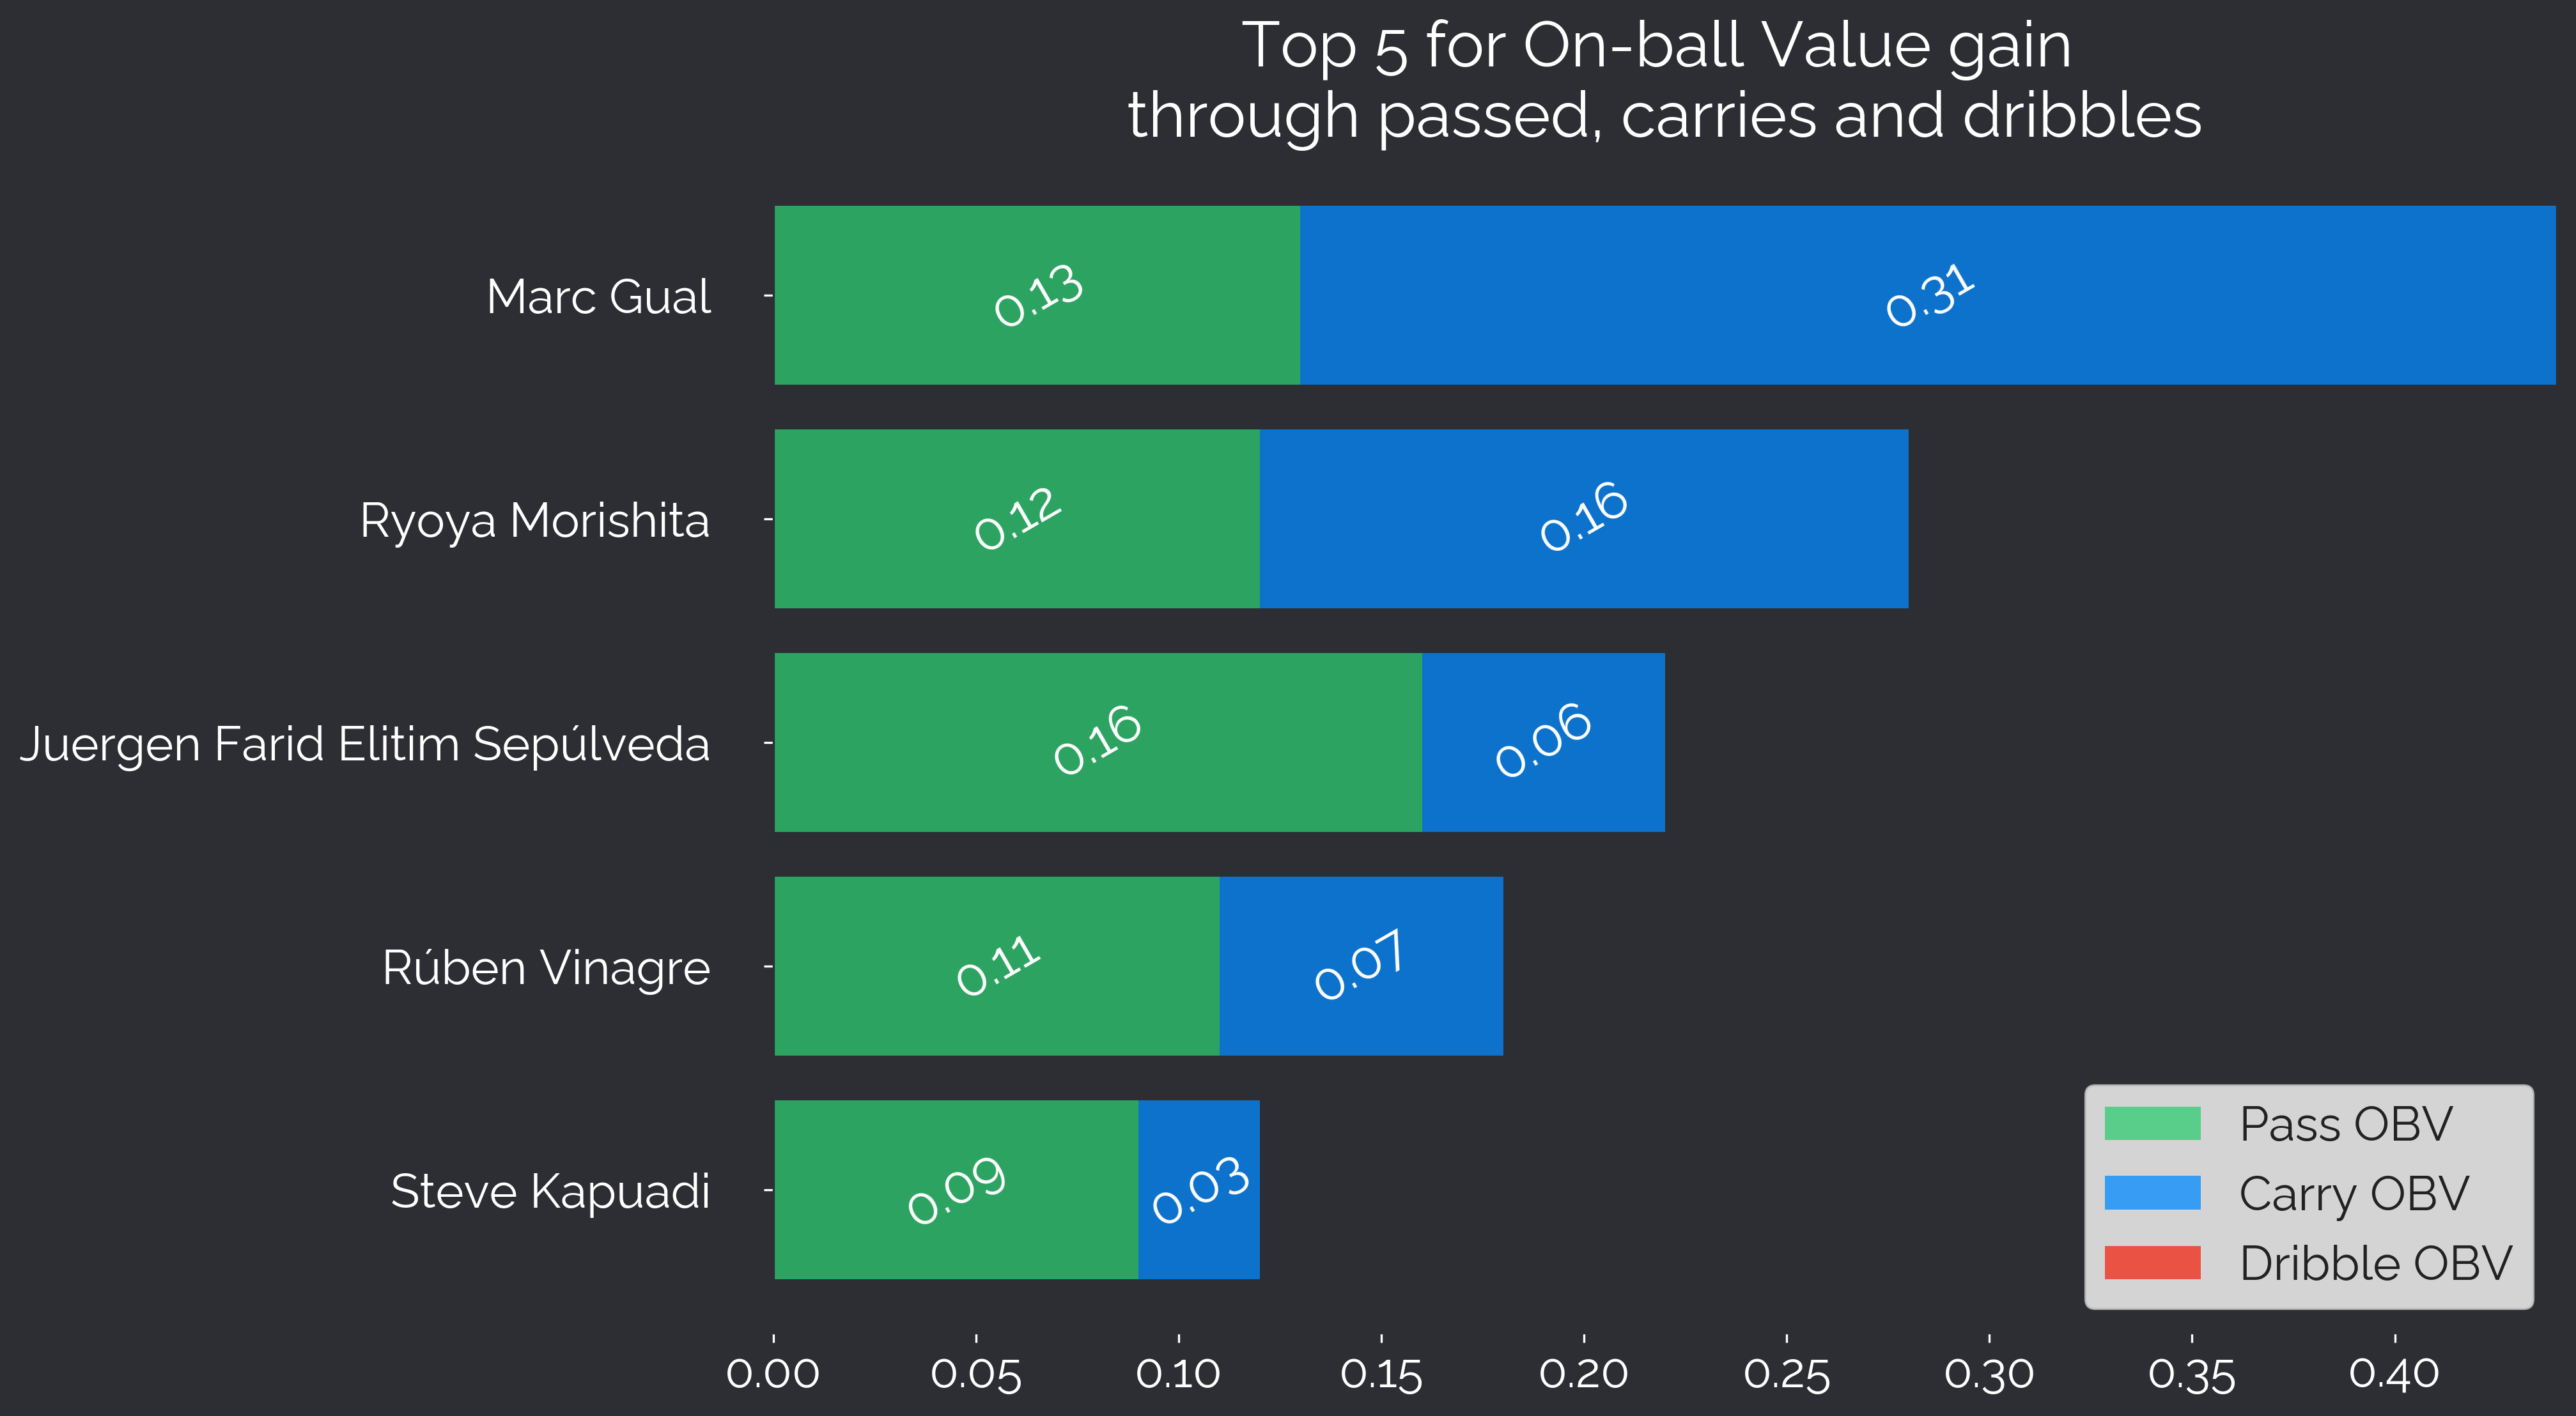 Top 5 for On-ball Value gain
through passed, carries and dribbles
Marc Gual
0.13
0.31
Ryoya Morishita
0.12
0.16
Juergen Farid Elitim Sepúlveda
0.16
0.06
Rúben Vinagre
0.11
0.07
Steve Kapuadi
0.09
0.03
Pass OBV
Carry OBV
Dribble OBV
0.00 0.05 0.10 0.15 0.20 0.25 0.30 0.35 0.40